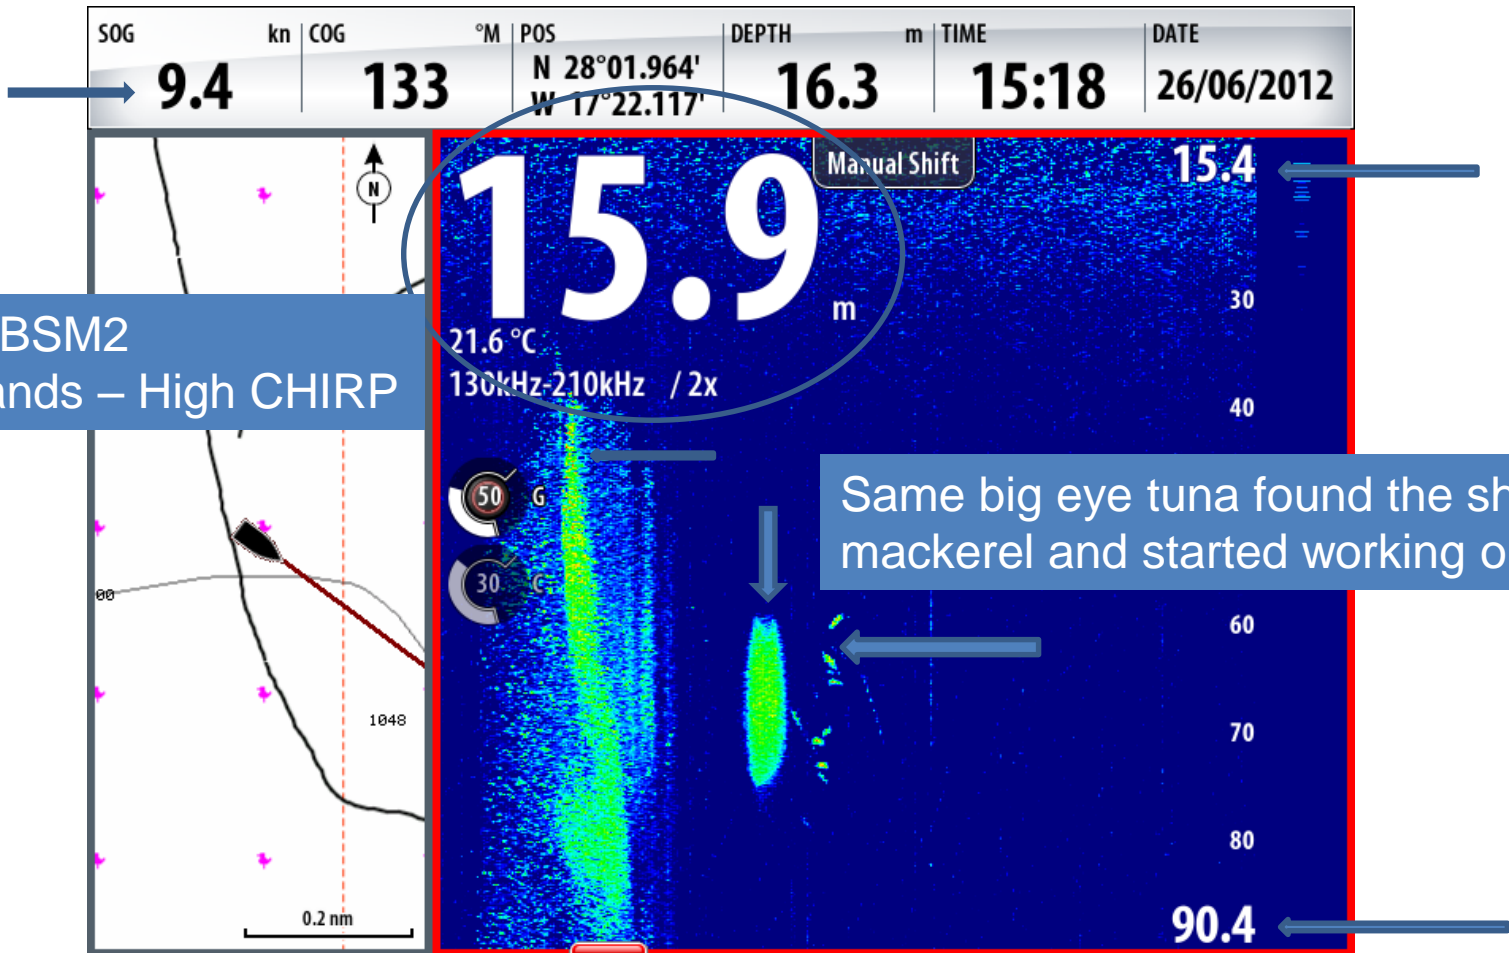 SOG kn COG °M POS DEPTH m TIME DATE
9.4 133 N 28°01.964' 16.3 15:18 26/06/2012
W 17°22.117'
15.9 m
Manual Shift
15.4
N
BSM2
ands – High CHIRP
21.6 °C
130kHz-210kHz / 2x
30
40
50 G
30 C
Same big eye tuna found the sh
mackerel and started working o
00
60
1048
70
80
0.2 nm
90.4